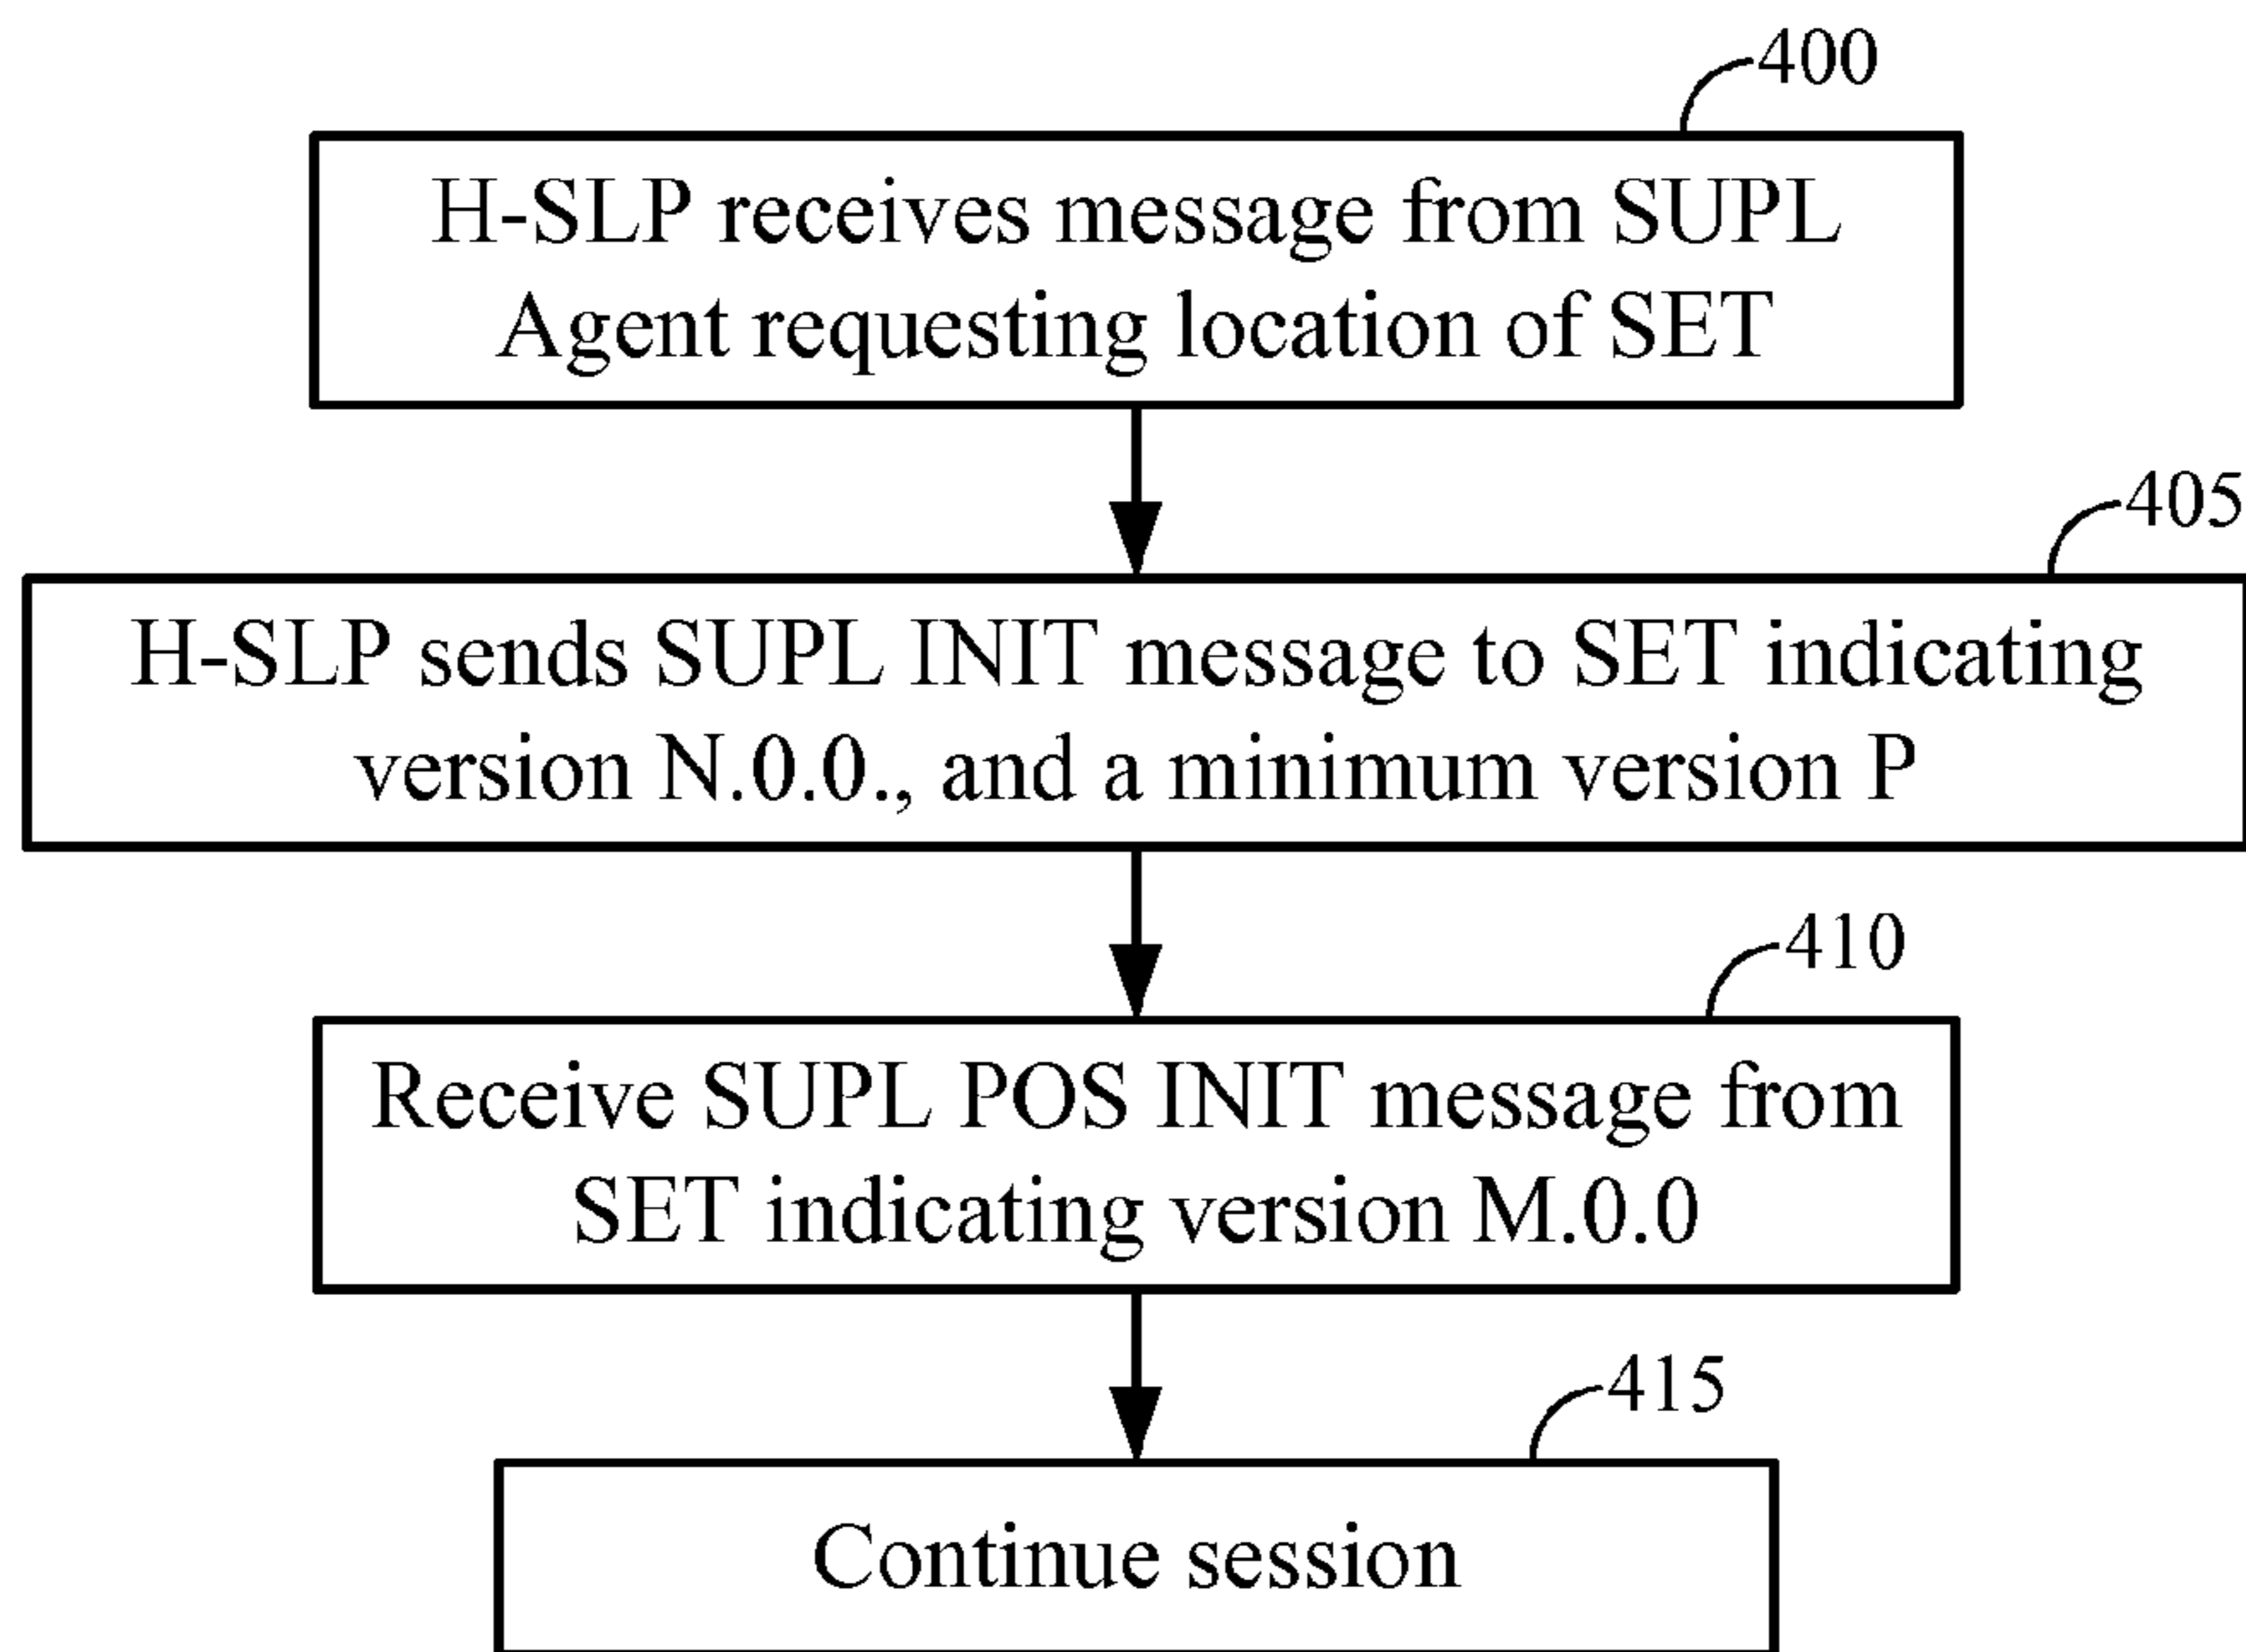 400
H-SLP receives message from SUPL
Agent requesting location of SET
405
H-SLP sends SUPL INIT message to SET indicating
version N.0.0., and a minimum version P
410
Receive SUPL POS INIT message from
SET indicating version M.0.0
415
Continue session